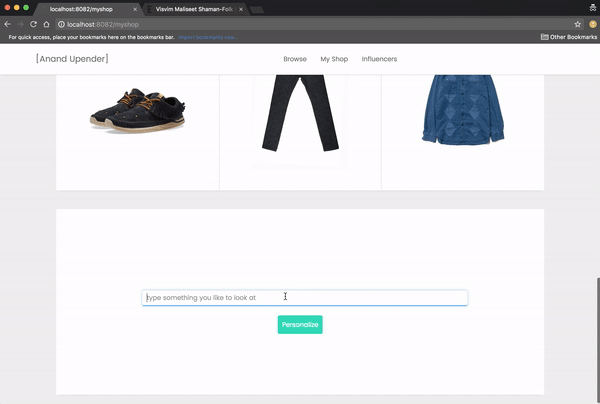 localhost:8082/myshop
Visvim Maliseet Shaman-Folk
localhost:8082/myshop
For quick access, place your bookmarks here on the bookmarks bar. Import bookmarks now...
Other Bookmarks
[Anand Upender]
Browse
My Shop
Influencers
type something you like to look at
Personalize